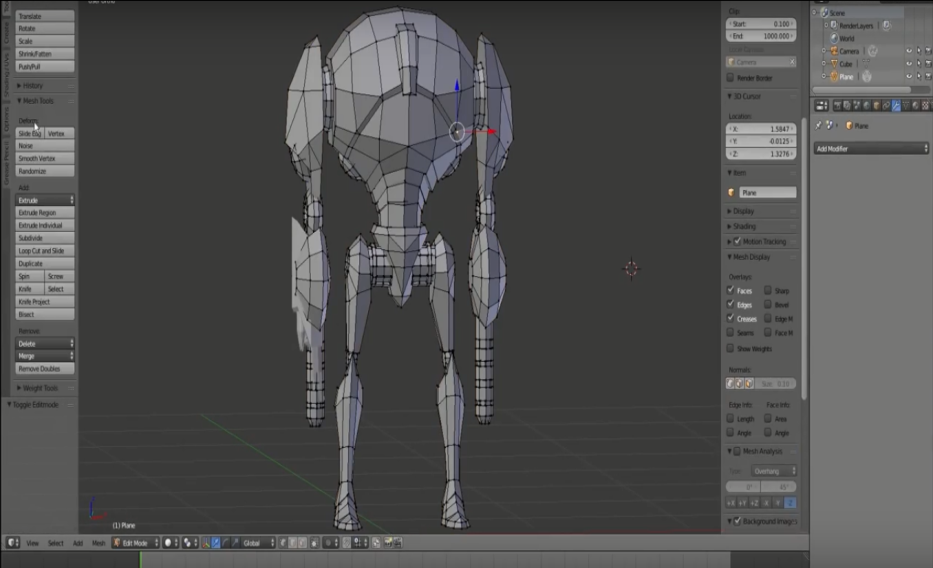 Translate
Rotate
Scale
Shrink/Fatten
Push/Pull
History
Mesh Tools
Deform:
Slide Edg Vertex
Noise
Smooth Vertex
Randomize
Add:
Extrude
Extrude Region
Extrude Individual
Subdivide
Loop Cut and Slide
Duplicate
Spin Screw
Knife Select
Knife Project
Bisect
Remove:
Delete
Merge
Remove Doubles
Weight Tools
Toggle Editmode
(1) Plane
View Select Add Mesh Edit Mode Global
Clip:
Start: 0.100
End: 1000.000
Camera
Render Border
3D Cursor
Location:
X: 1.5847
Y: -0.0125
Z: 1.3276
Item
Plane
Display
Shading
Motion Tracking
Mesh Display
Overlays:
Faces Sharp
Edges Bevel
Creases Edge M
Seams Face M
Show Weights
Normals:
Size: 0.10
Edge Info: Face Info:
Length Area
Angle Angle
Mesh Analysis
Overhang
0° 45°
+X +Y +Z -X -Y -Z
Background Imag
Scene
RenderLayers
World
Camera
Cube
Plane
Plane
Add Modifier